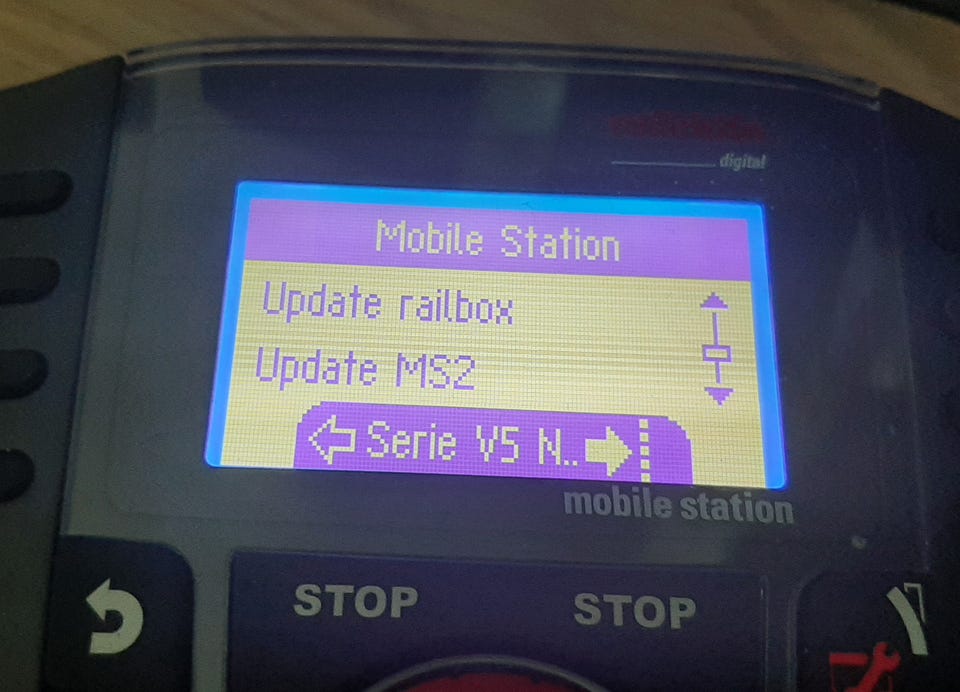 digital
Mobile Station
Update railbox
Update MS2
Serie V5 N..
mobile station
STOP STOP